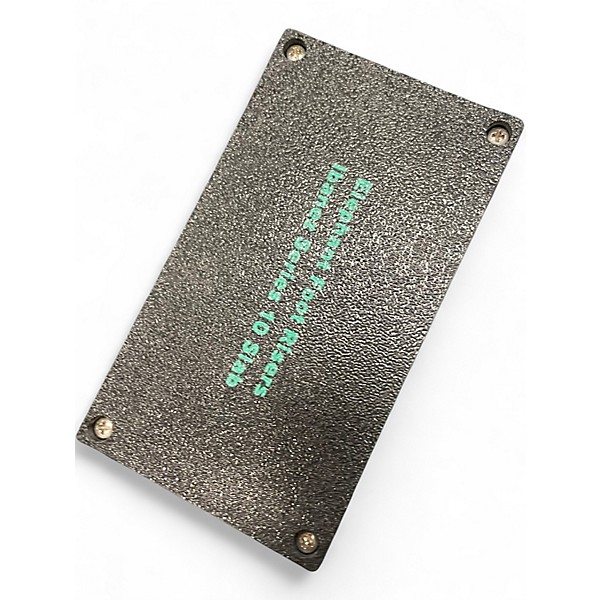 Elephant Foot Risers
Ibanez Series 10 Slab